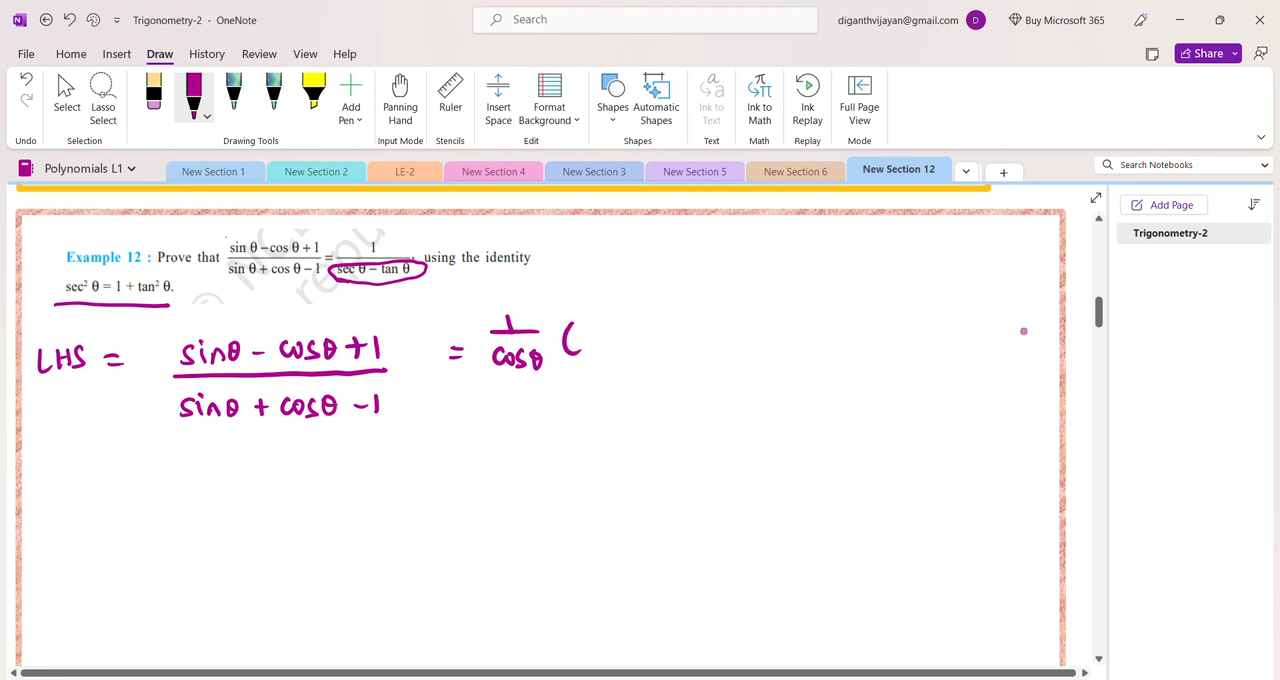 Trigonometry-2 - OneNote
Search
diganthvijayan@gmail.com D Buy Microsoft 365
File Home Insert Draw History Review View Help Share
Undo Select Lasso Select Add Pen Panning Hand Ruler Insert Space Format Background Shapes Automatic Shapes Ink to Text Ink to Math Ink Replay Full Page View
Undo Selection Drawing Tools Input Mode Stencils Edit Shapes Text Math Replay Mode
Polynomials L1 New Section 1 New Section 2 LE-2 New Section 4 New Section 3 New Section 5 New Section 6 New Section 12 Search Notebooks
Add Page
Trigonometry-2
Example 12 : Prove that (sin θ – cos θ + 1)/(sin θ + cos θ – 1) = 1/(sec θ – tan θ), using the identity
sec² θ = 1 + tan² θ.
LHS = (sinθ - cosθ + 1)/(sinθ + cosθ - 1) = 1/cosθ (